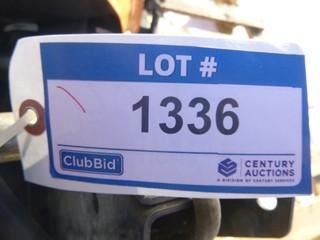 LOT #
1336
ClubBid
CENTURY
AUCTIONS
A DIVISION OF CENTURY SERVICES